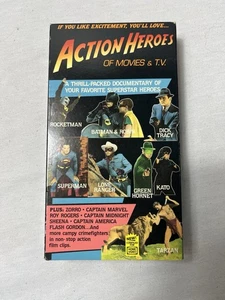 IF YOU LIKE EXCITEMENT, YOU'LL LOVE...
ACTION HEROES
OF MOVIES & T.V.
A THRILL-PACKED DOCUMENTARY OF
YOUR FAVORITE SUPERSTAR HEROES
ROCKETMAN
BATMAN & ROBIN
DICK
TRACY
SUPERMAN
LONE
RANGER
GREEN
HORNET
KATO
PLUS: ZORRO • CAPTAIN MARVEL
ROY ROGERS • CAPTAIN MIDNIGHT
SHEENA • CAPTAIN AMERICA
FLASH GORDON...And
more campy crimefighters
in non-stop action
film clips.
TARZAN